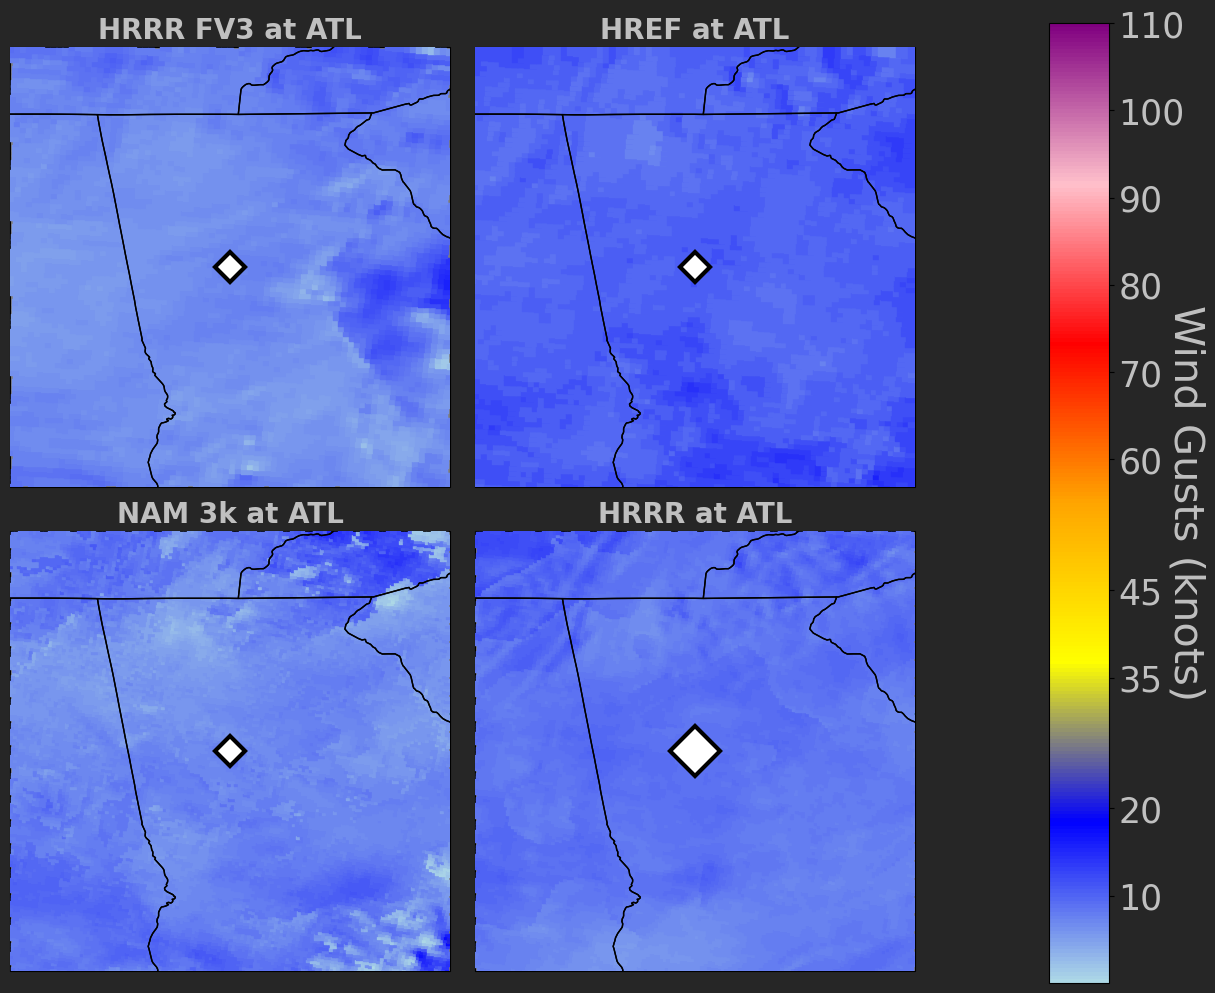 HRRR FV3 at ATL
HREF at ATL
NAM 3k at ATL
HRRR at ATL
110
100
90
80
70
60
45
35
20
10
Wind Gusts (knots)